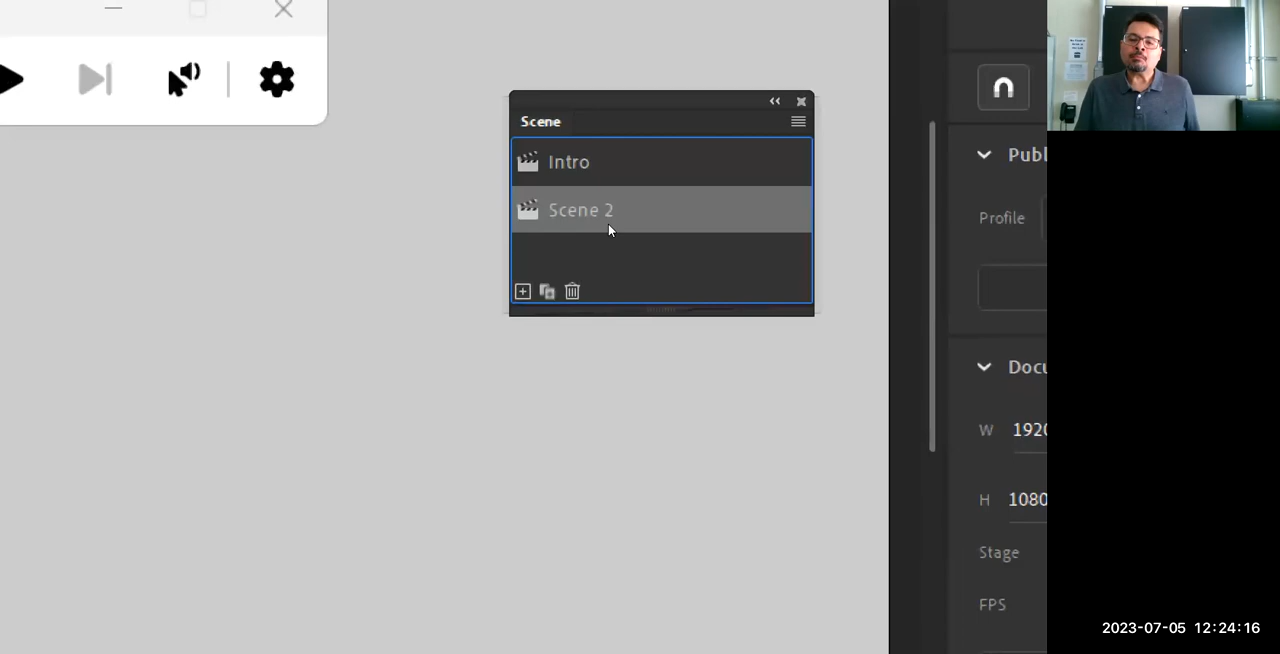 Scene
Intro
Scene 2
Publ
Profile
Docu
W 1920
H 1080
Stage
FPS
2023-07-05 12:24:16